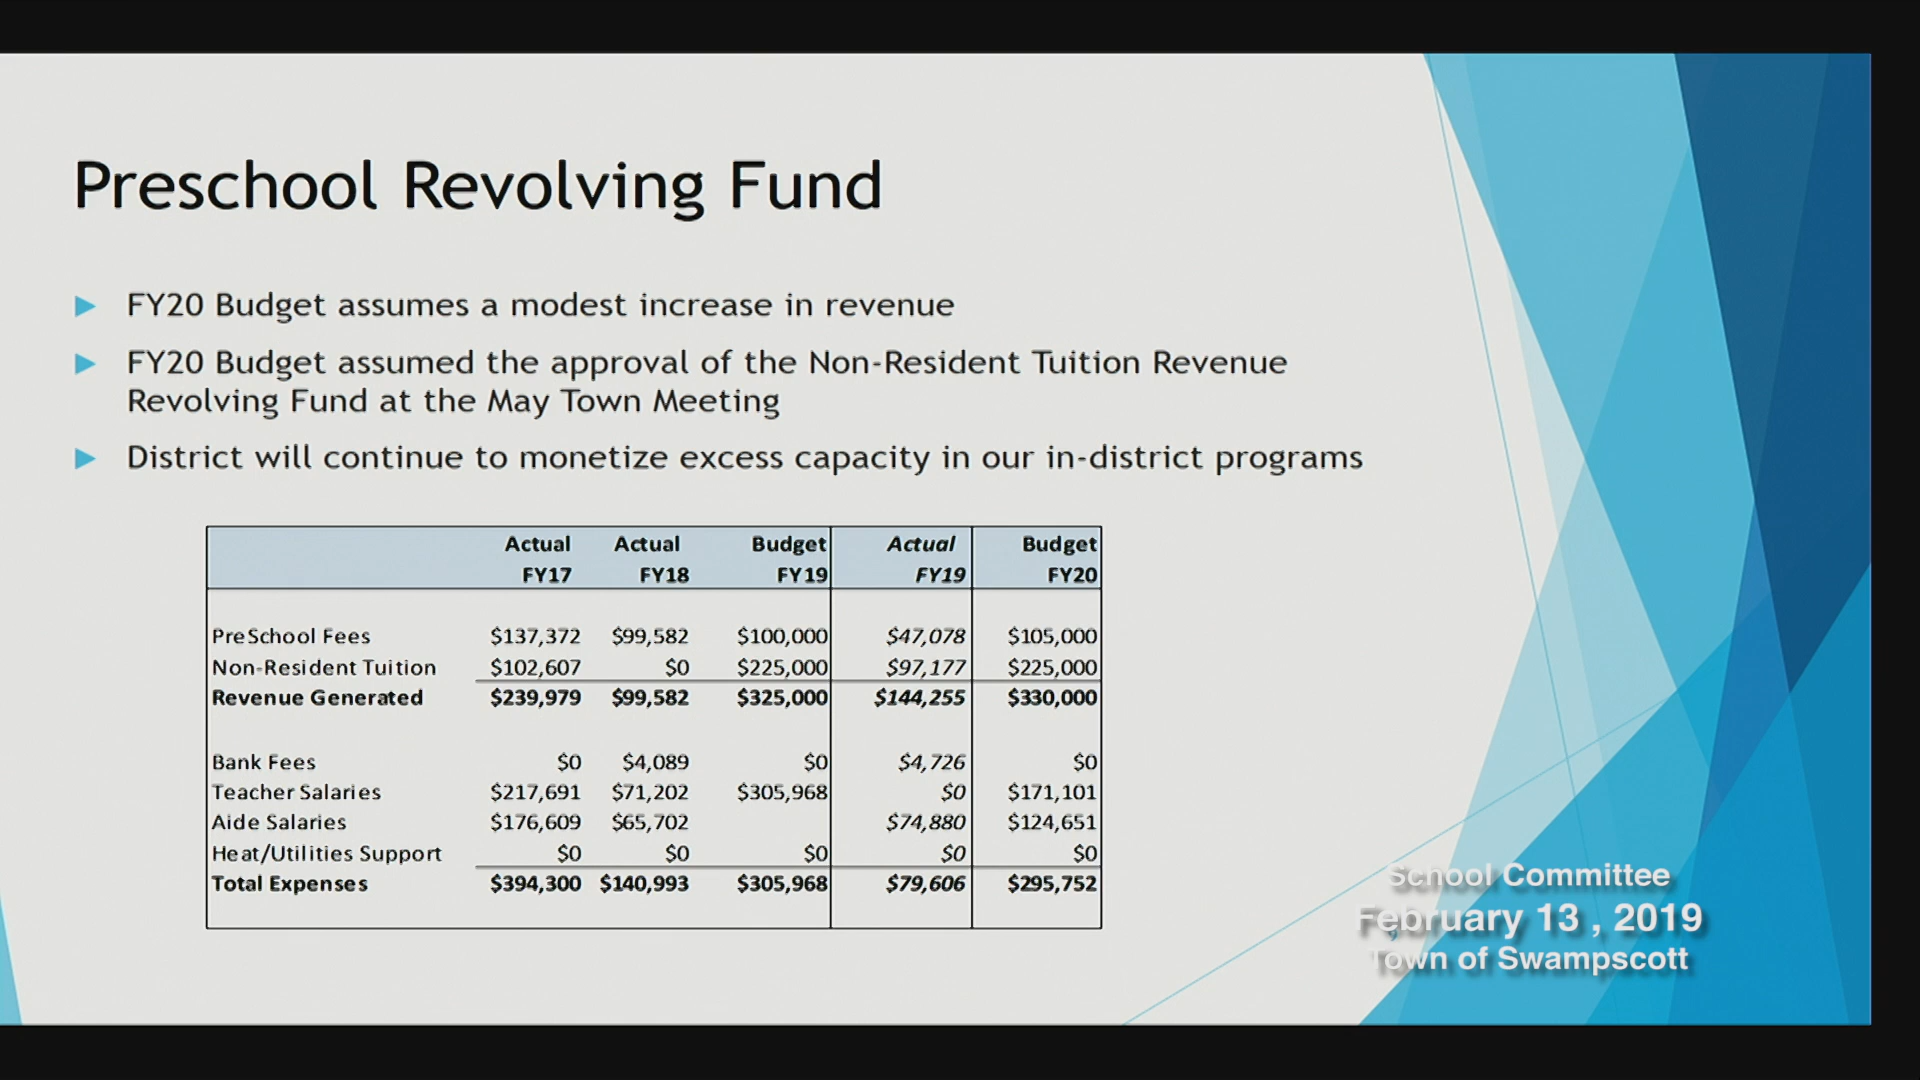 Preschool Revolving Fund
FY20 Budget assumes a modest increase in revenue
FY20 Budget assumed the approval of the Non-Resident Tuition Revenue
Revolving Fund at the May Town Meeting
District will continue to monetize excess capacity in our in-district programs
Actual Actual Budget Actual Budget
FY17 FY18 FY19 FY19 FY20
PreSchool Fees $137,372 $99,582 $100,000 $47,078 $105,000
Non-Resident Tuition $102,607 $0 $225,000 $97,177 $225,000
Revenue Generated $239,979 $99,582 $325,000 $144,255 $330,000
Bank Fees $0 $4,089 $0 $4,726 $0
Teacher Salaries $217,691 $71,202 $305,968 $0 $171,101
Aide Salaries $176,609 $65,702 $74,880 $124,651
Heat/Utilities Support $0 $0 $0 $0 $0
Total Expenses $394,300 $140,993 $305,968 $79,606 $295,752
School Committee
February 13 , 2019
Town of Swampscott